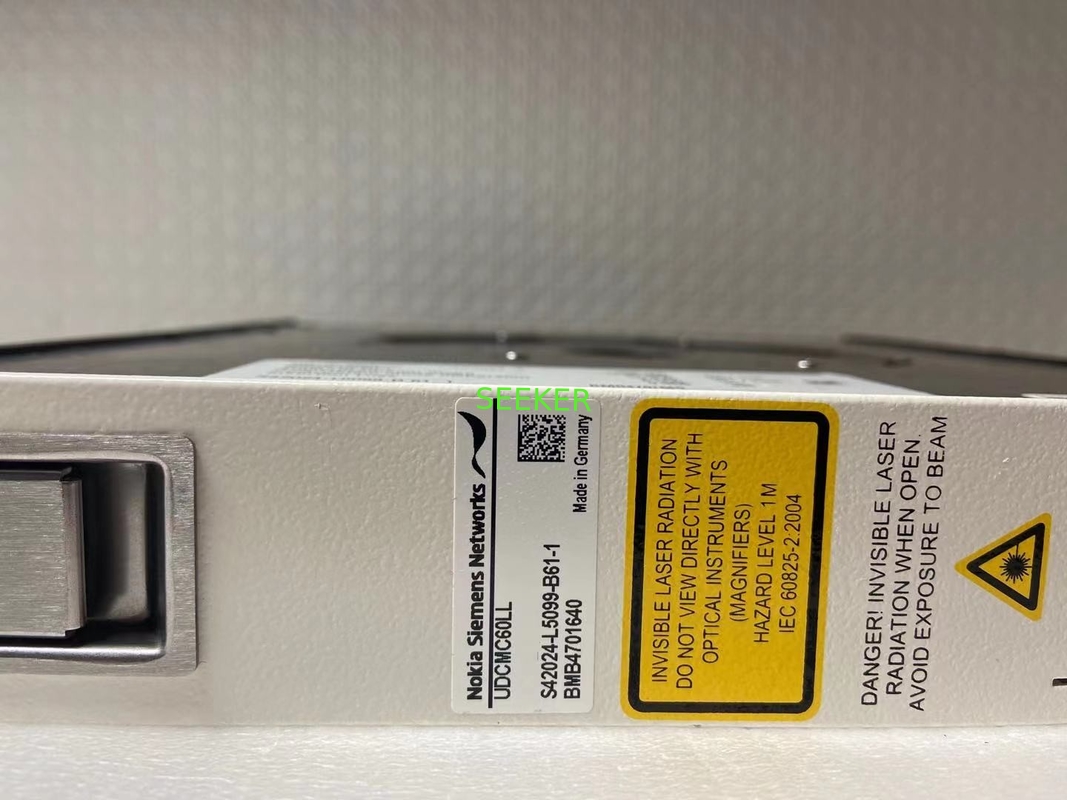 SEEKER
Nokia Siemens Networks
UDCMC60LL
S42024-L5099-B61-1
BMB4701640
Made in Germany
INVISIBLE LASER RADIATION
DO NOT VIEW DIRECTLY WITH
OPTICAL INSTRUMENTS
(MAGNIFIERS)
HAZARD LEVEL 1M
IEC 60825-2:2004
DANGER! INVISIBLE LASER
RADIATION WHEN OPEN.
AVOID EXPOSURE TO BEAM